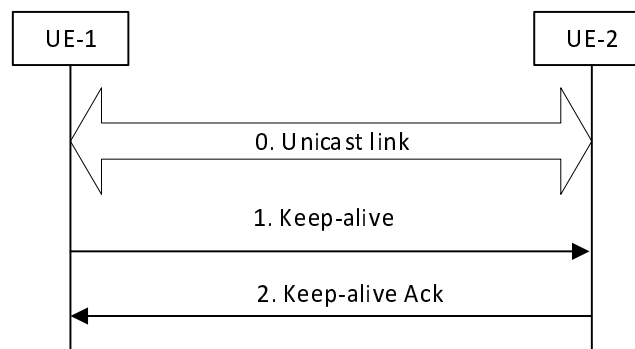 UE-1
UE-2
0. Unicast link
1. Keep-alive
2. Keep-alive Ack